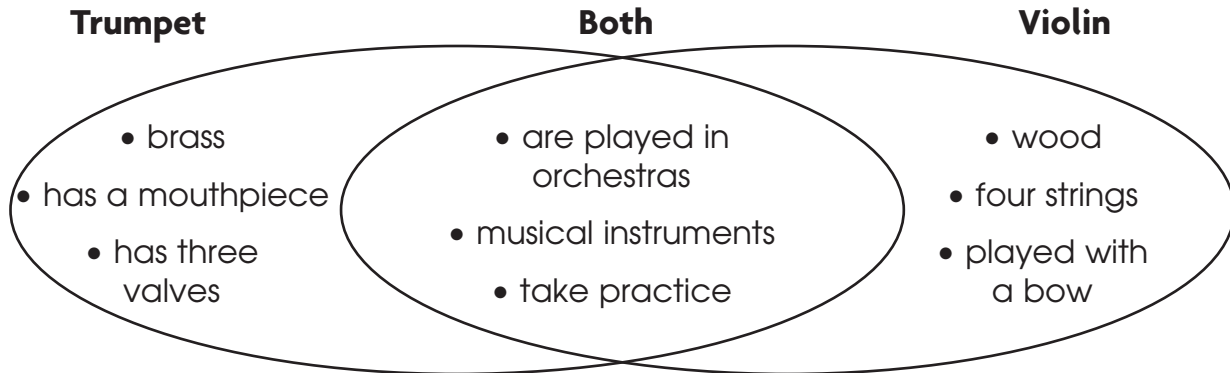 Trumpet
Both
Violin
• brass
• has a mouthpiece
• has three
valves
• are played in
orchestras
• musical instruments
• take practice
• wood
• four strings
• played with
a bow